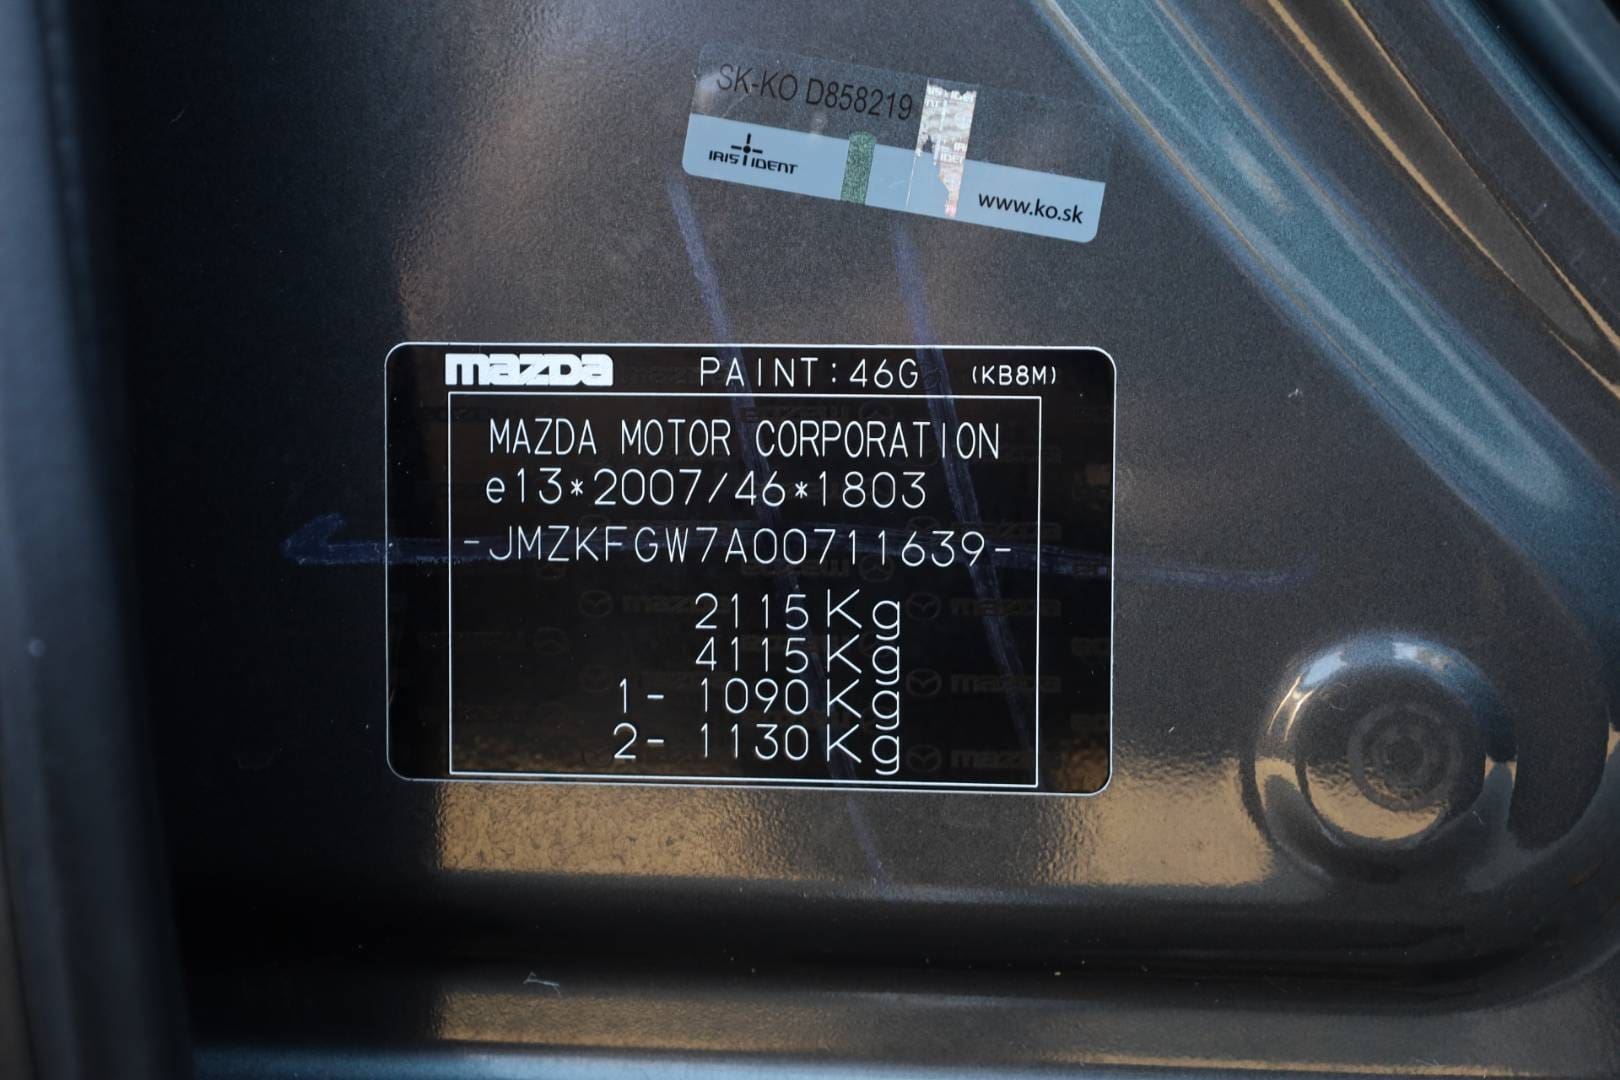 SK-KO D858219
IRIS IDENT
www.ko.sk
mazda PAINT:46G (KB8M)
MAZDA MOTOR CORPORATION
e13*2007/46*1803
-JMZKFGW7A00711639-
2115Kg
4115Kg
1- 1090Kg
2- 1130Kg